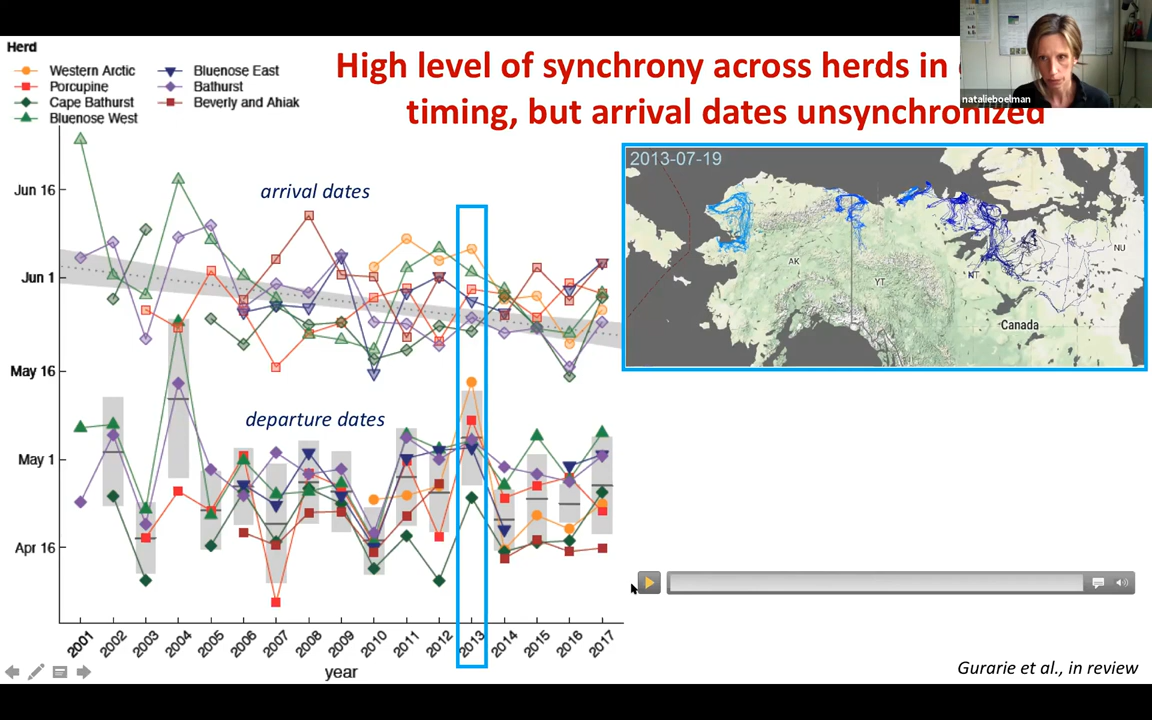 Herd
Western Arctic
Porcupine
Cape Bathurst
Bluenose West
Bluenose East
Bathurst
Beverly and Ahiak
High level of synchrony across herds in
timing, but arrival dates unsynchronized
natalieboelman
arrival dates
departure dates
Jun 16
Jun 1
May 16
May 1
Apr 16
2001 2002 2003 2004 2005 2006 2007 2008 2009 2010 2011 2012 2013 2014 2015 2016 2017
year
2013-07-19
AK
YT
NT
NU
Canada
Gurarie et al., in review